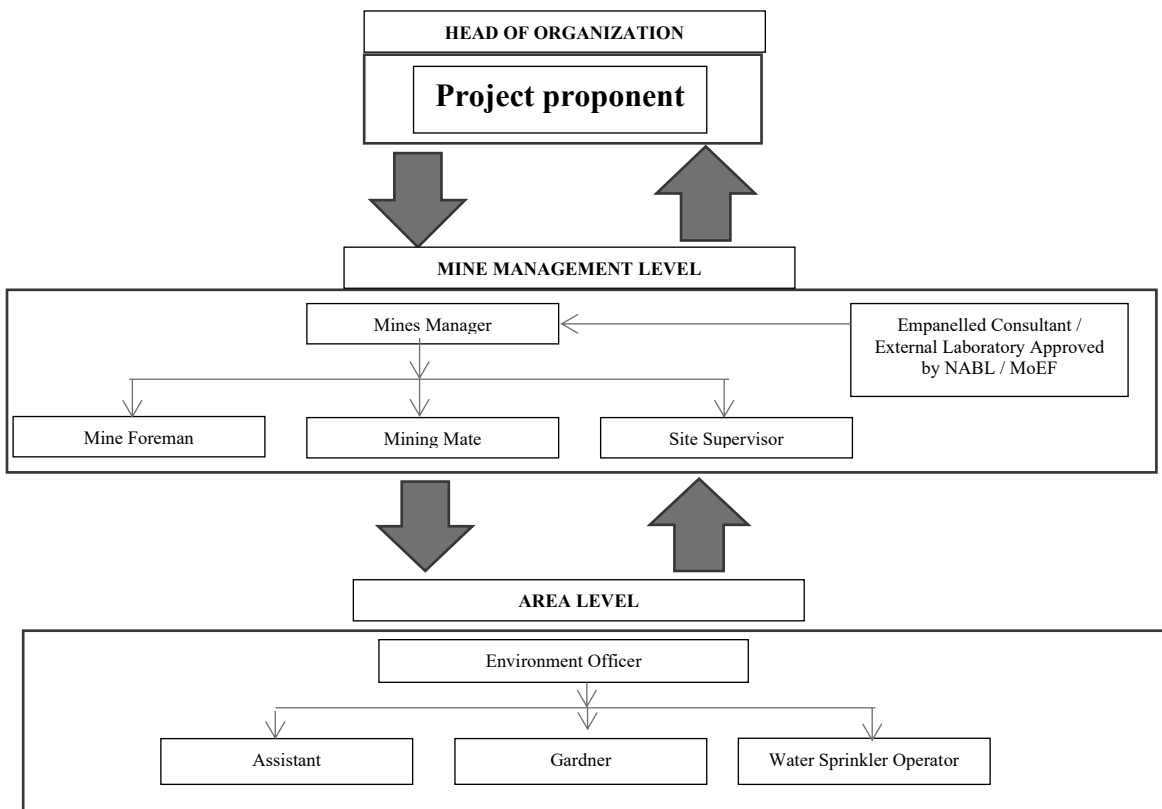 HEAD OF ORGANIZATION
Project proponent
MINE MANAGEMENT LEVEL
Mines Manager
Empanelled Consultant /
External Laboratory Approved
by NABL / MoEF
Mine Foreman
Mining Mate
Site Supervisor
AREA LEVEL
Environment Officer
Assistant
Gardner
Water Sprinkler Operator